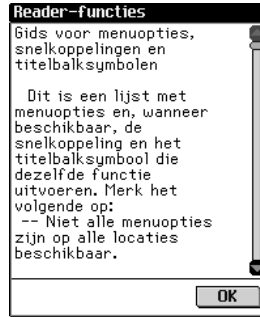 Reader-functies
Gids voor menuopties,
snelkoppelingen en
titelbalksymbolen
Dit is een lijst met
menuopties en, wanneer
beschikbaar, de
snelkoppeling en het
titelbalksymbool die
dezelfde functie
uitvoeren. Merk het
volgende op:
-- Niet alle menuopties
zijn op alle locaties
beschikbaar.
OK